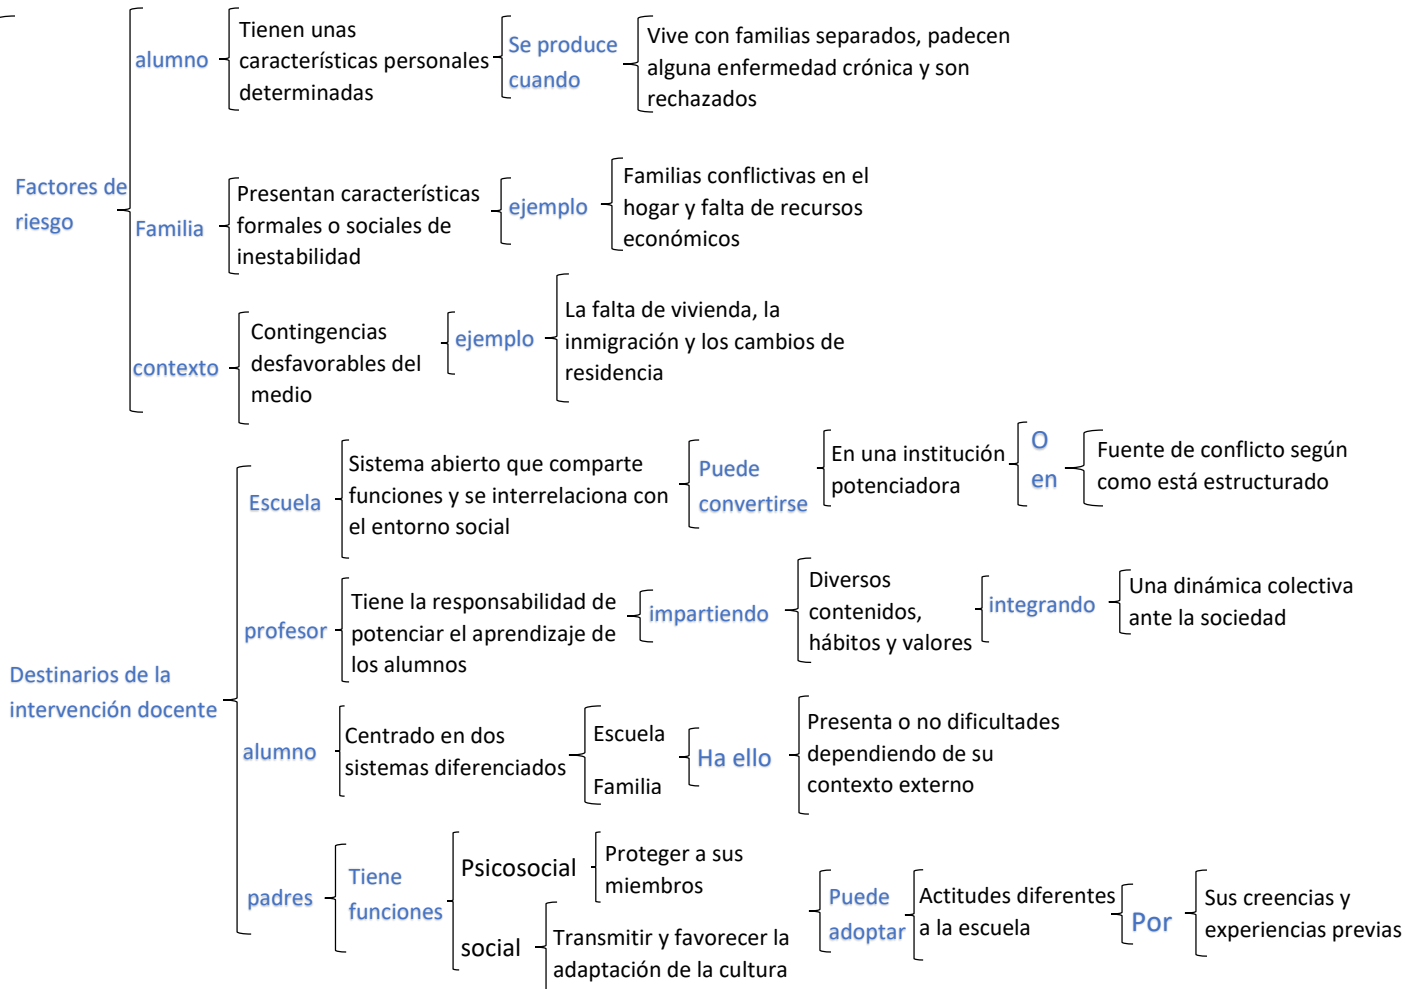 Factores de
riesgo
alumno
Tienen unas
características personales
determinadas
Se produce
cuando
Vive con familias separados, padecen
alguna enfermedad crónica y son
rechazados
Familia
Presentan características
formales o sociales de
inestabilidad
ejemplo
Familias conflictivas en el
hogar y falta de recursos
económicos
contexto
Contingencias
desfavorables del
medio
ejemplo
La falta de vivienda, la
inmigración y los cambios de
residencia
Destinarios de la
intervención docente
Escuela
Sistema abierto que comparte
funciones y se interrelaciona con
el entorno social
Puede
convertirse
En una institución
potenciadora
O
en
Fuente de conflicto según
como está estructurado
profesor
Tiene la responsabilidad de
potenciar el aprendizaje de
los alumnos
impartiendo
Diversos
contenidos,
hábitos y valores
integrando
Una dinámica colectiva
ante la sociedad
alumno
Centrado en dos
sistemas diferenciados
Escuela
Familia
Ha ello
Presenta o no dificultades
dependiendo de su
contexto externo
padres
Tiene
funciones
Psicosocial
Proteger a sus
miembros
social
Transmitir y favorecer la
adaptación de la cultura
Puede
adoptar
Actitudes diferentes
a la escuela
Por
Sus creencias y
experiencias previas